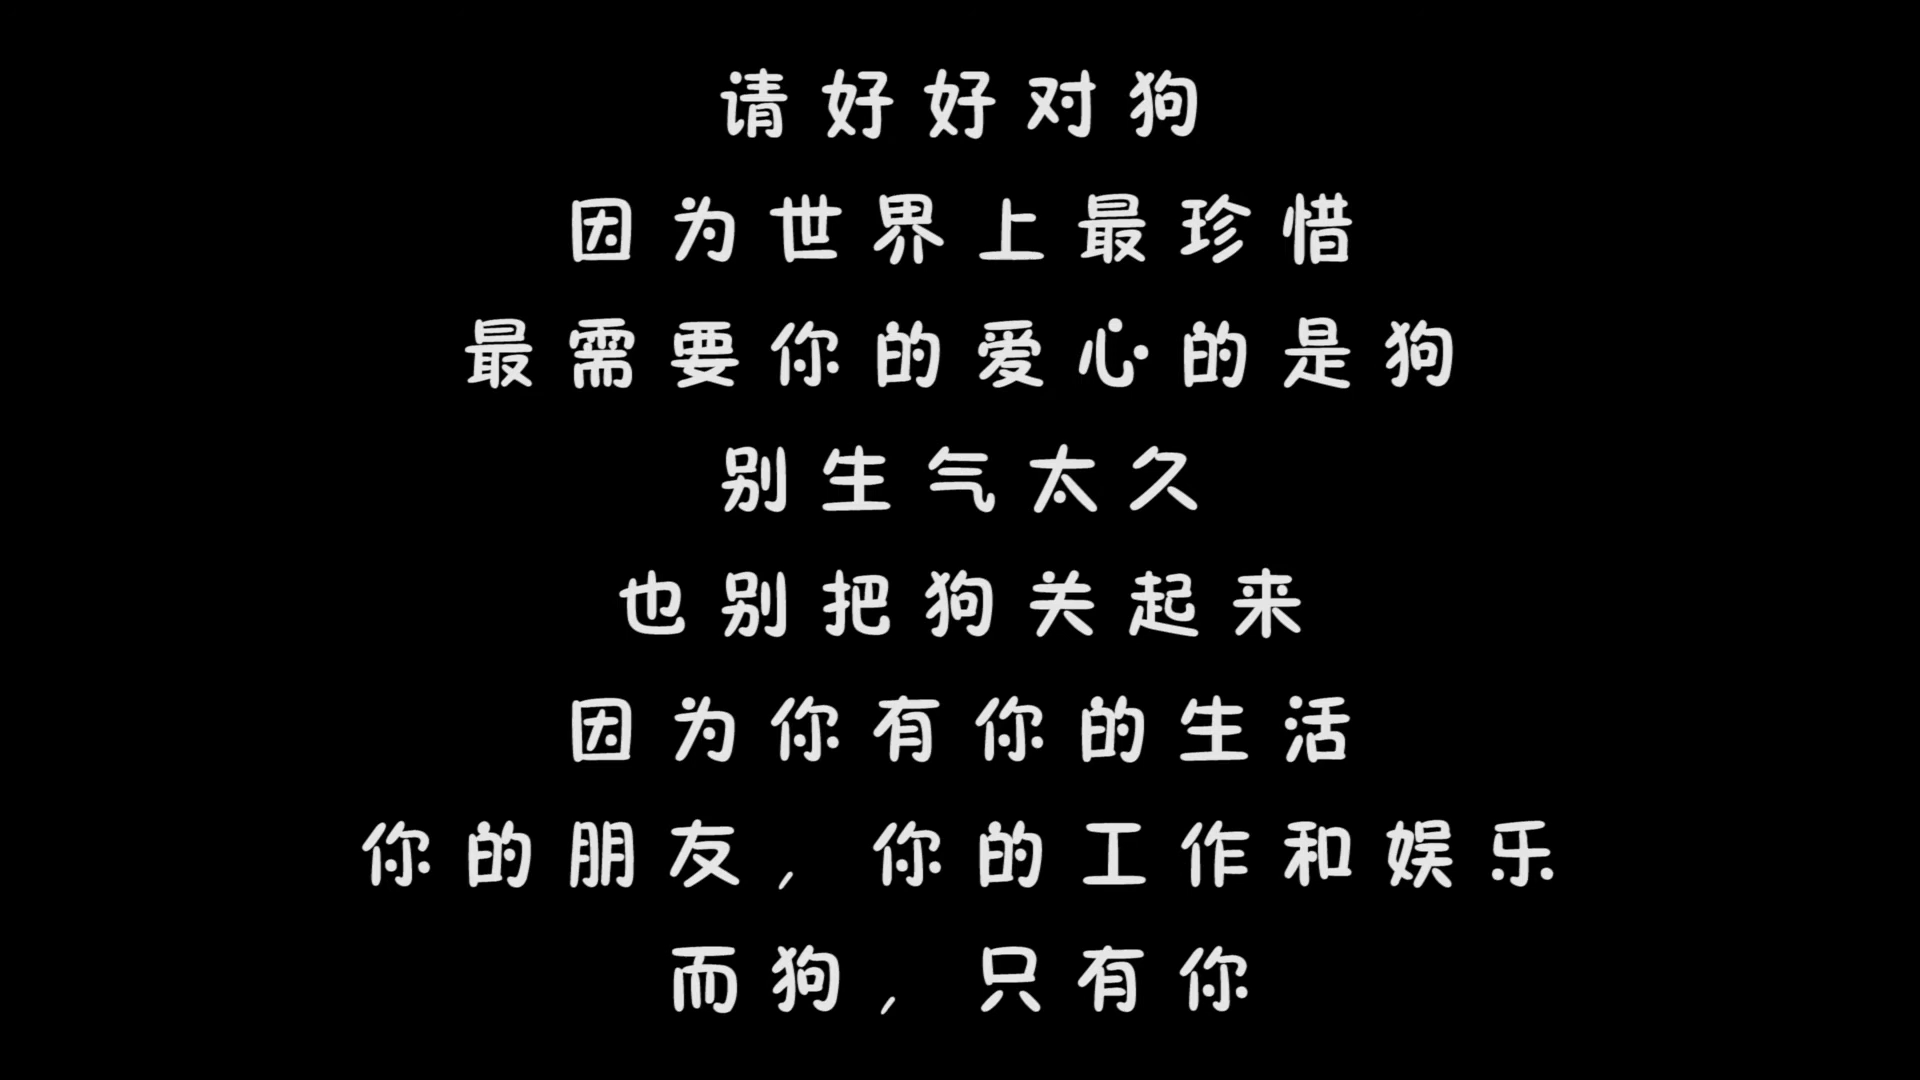 请好好对狗
因为世界上最珍惜
最需要你的爱心的是狗
别生气太久
也别把狗关起来
因为你有你的生活
你的朋友，你的工作和娱乐
而狗，只有你